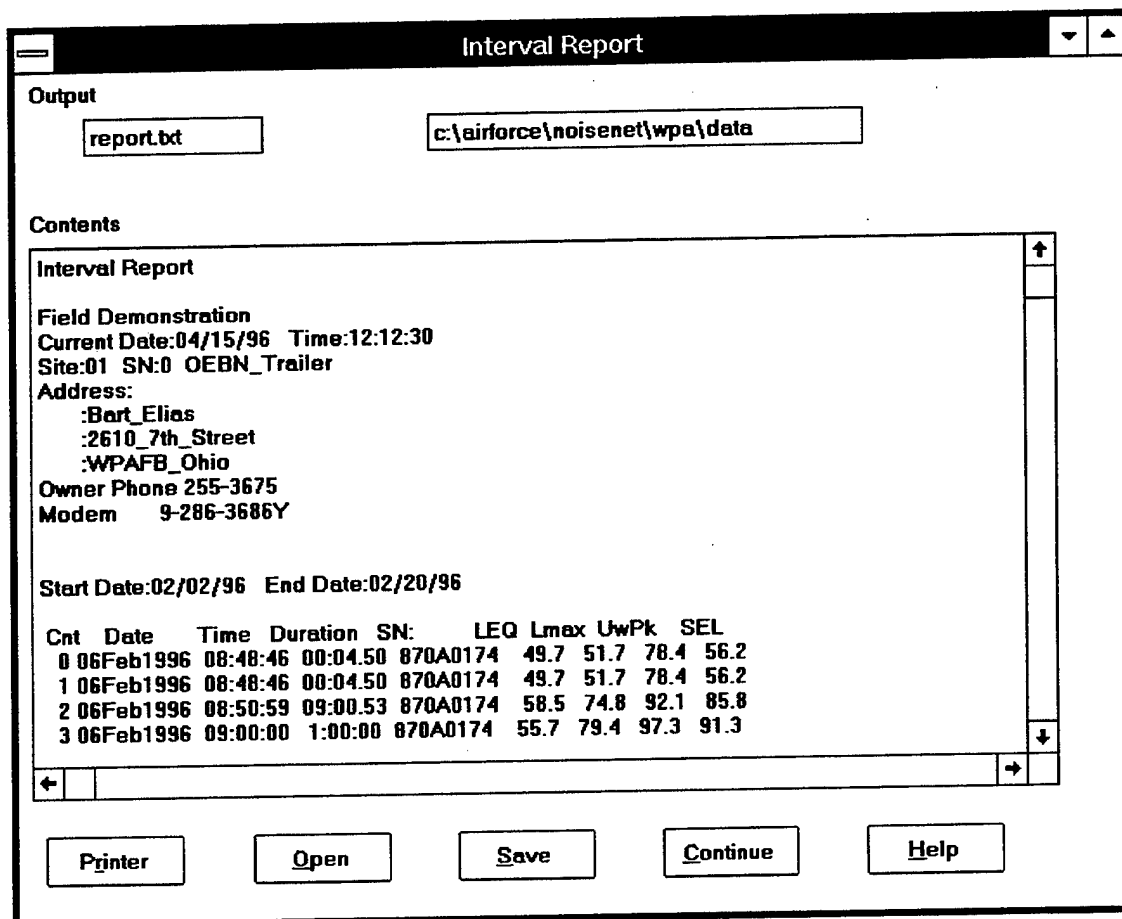 Interval Report
Output
report.txt c:\airforce\noisenet\wpa\data
Contents
Interval Report
Field Demonstration
Current Date:04/15/96 Time:12:12:30
Site:01 SN:0 OEBN_Trailer
Address:
:Bart_Elias
:2610_7th_Street
:WPAFB_Ohio
Owner Phone 255-3675
Modem 9-286-3686Y
Start Date:02/02/96 End Date:02/20/96
Cnt Date Time Duration SN: LEQ Lmax UwPk SEL
0 06Feb1996 08:48:46 00:04.50 870A0174 49.7 51.7 78.4 56.2
1 06Feb1996 08:48:46 00:04.50 870A0174 49.7 51.7 78.4 56.2
2 06Feb1996 08:50:59 09:00.53 870A0174 58.5 74.8 92.1 85.8
3 06Feb1996 09:00:00 1:00:00 870A0174 55.7 79.4 97.3 91.3
Printer Open Save Continue Help